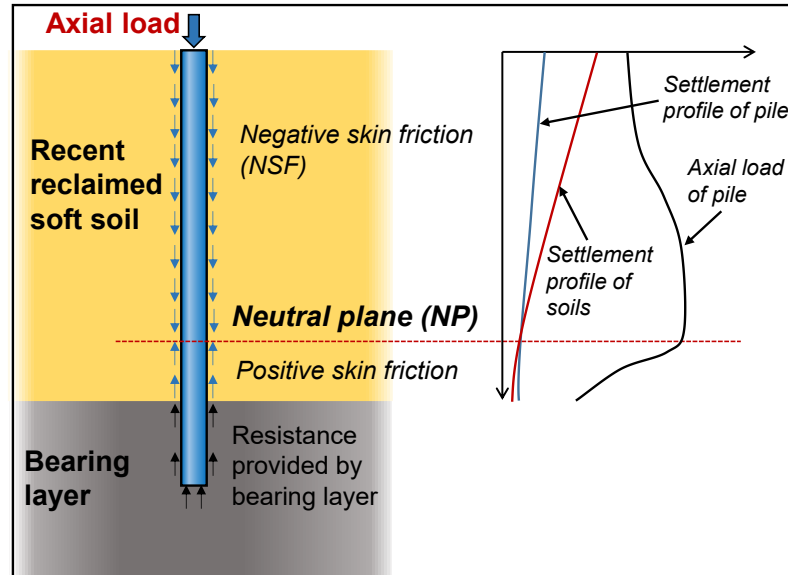 Axial load
Recent
reclaimed
soft soil
Negative skin friction
(NSF)
Neutral plane (NP)
Positive skin friction
Bearing
layer
Resistance
provided by
bearing layer
Settlement
profile of
pile
Axial load
of pile
Settlement
profile of
soils